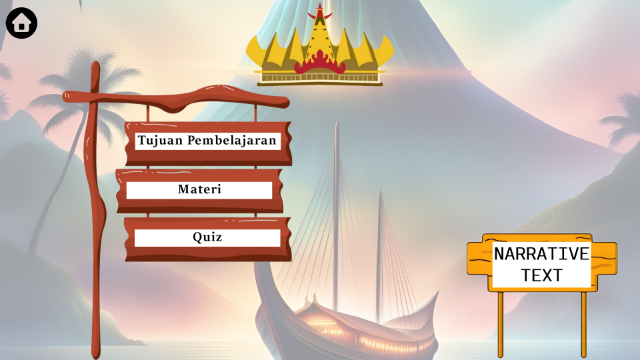 Tujuan Pembelajaran
Materi
Quiz
NARRATIVE
TEXT